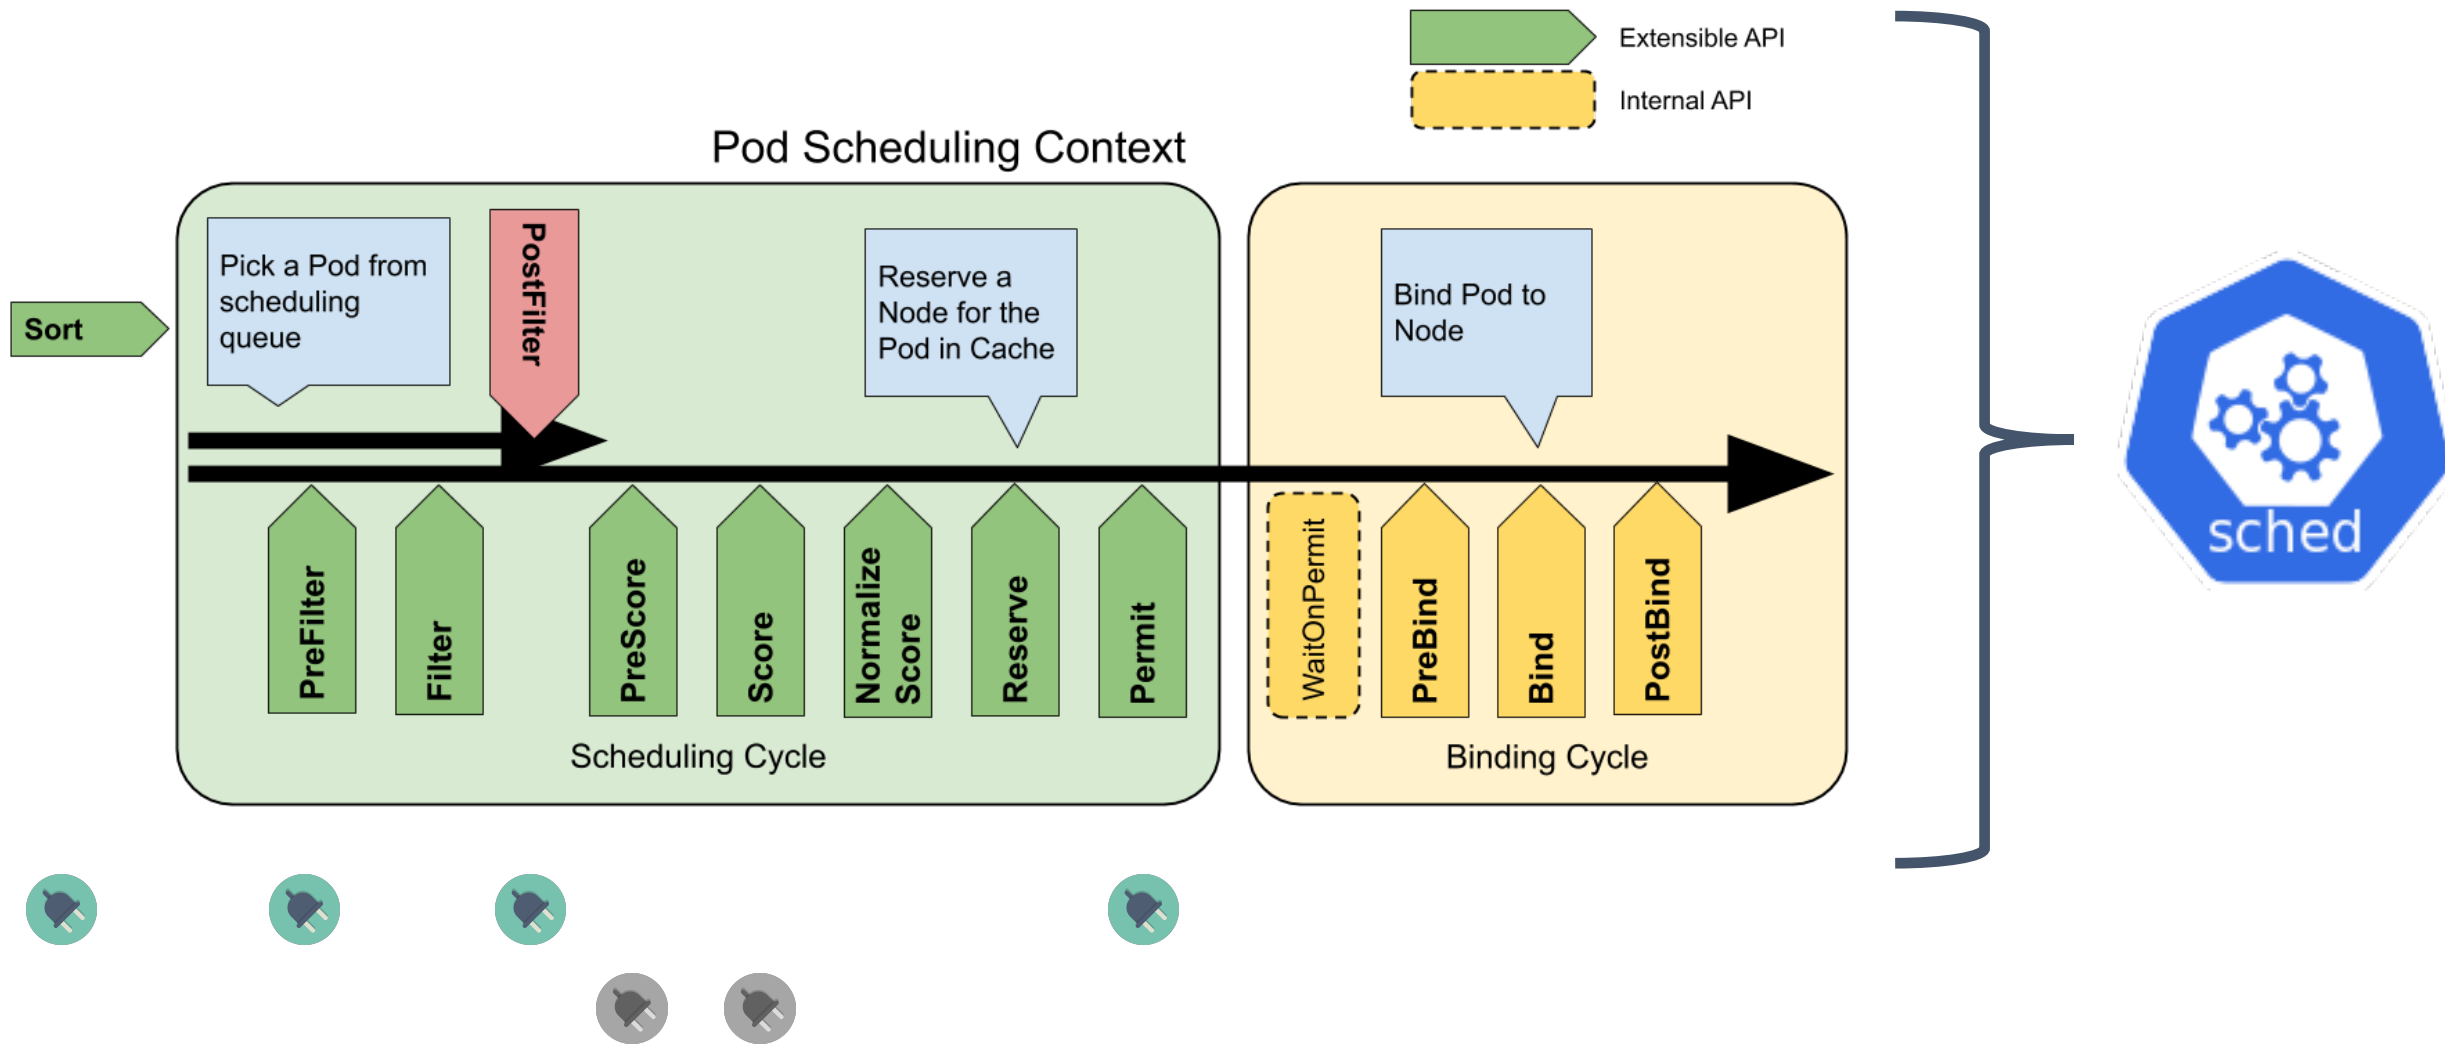 Extensible API
Internal API
Pod Scheduling Context
Sort
Pick a Pod from
scheduling
queue
PostFilter
Reserve a
Node for the
Pod in Cache
Bind Pod to
Node
PreFilter
Filter
PreScore
Score
Normalize
Score
Reserve
Permit
WaitOnPermit
PreBind
Bind
PostBind
Scheduling Cycle
Binding Cycle
sched